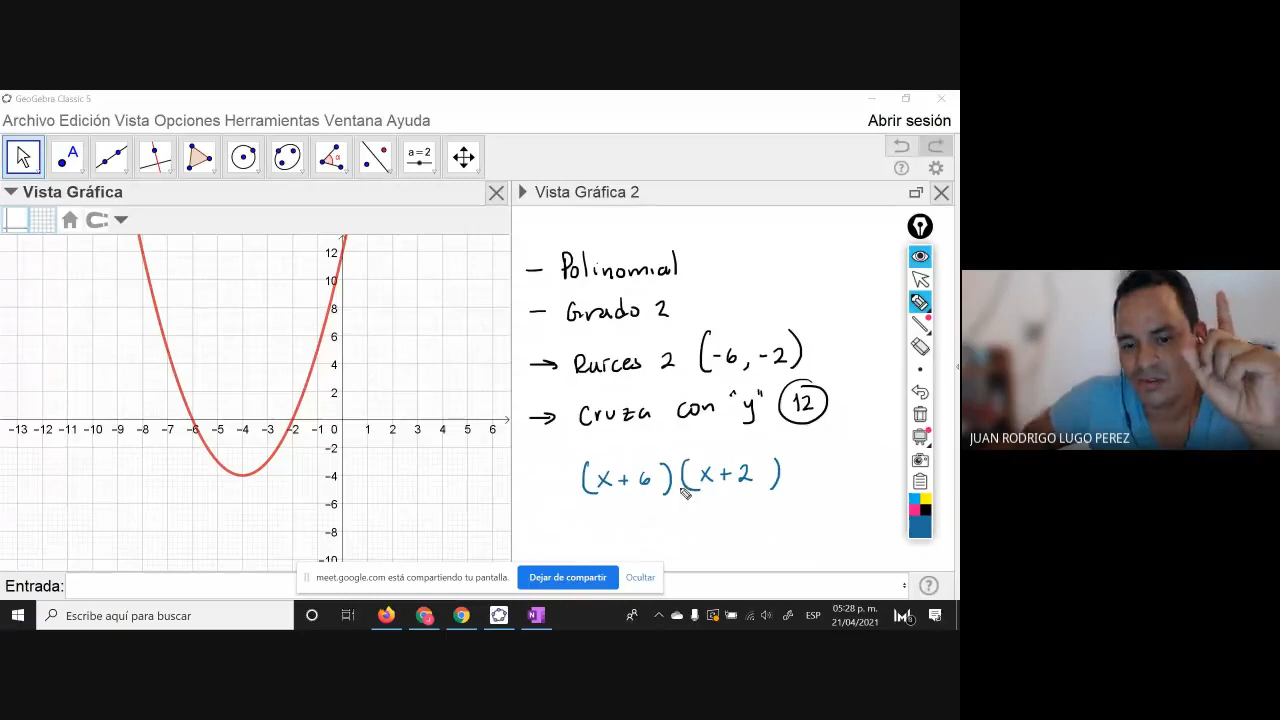 GeoGebra Classic 5
Archivo Edición Vista Opciones Herramientas Ventana Ayuda
Abrir sesión
A
α
a = 2
Vista Gráfica
Vista Gráfica 2
12
10
8
6
4
2
-13 -12 -11 -10 -9 -8 -7 -6 -5 -4 -3 -2 -1 0 1 2 3 4 5 6
-2
-4
-6
-8
-10
- Polinomial
- Grado 2
→ Raíces 2 (-6, -2)
→ Cruza con "y" 12
(x + 6)(x + 2 )
JUAN RODRIGO LUGO PEREZ
meet.google.com está compartiendo tu pantalla.
Dejar de compartir
Ocultar
Entrada:
Escribe aquí para buscar
ESP
05:28 p. m.
21/04/2021